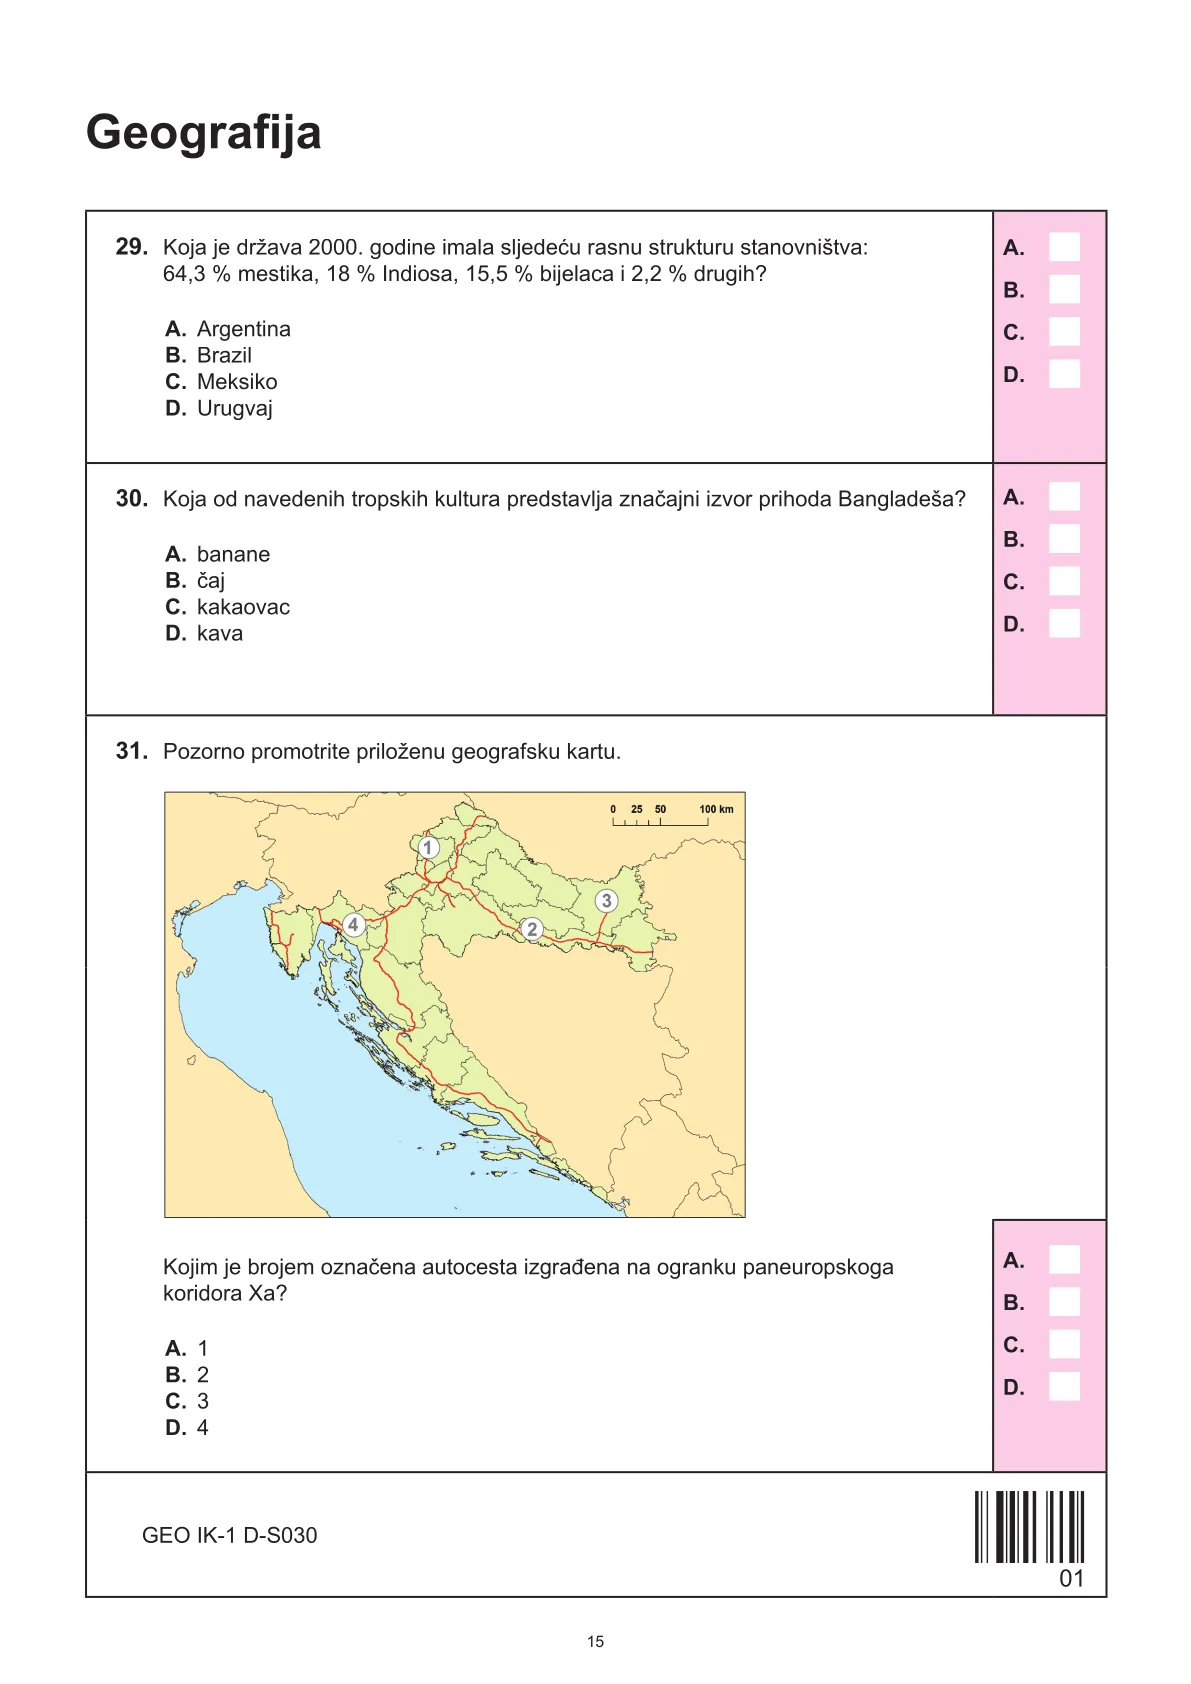 Geografija
29. Koja je država 2000. godine imala sljedeću rasnu strukturu stanovništva:
64,3 % mestika, 18 % Indiosa, 15,5 % bijelaca i 2,2 % drugih?
A. Argentina
B. Brazil
C. Meksiko
D. Urugvaj
A.
B.
C.
D.
30. Koja od navedenih tropskih kultura predstavlja značajni izvor prihoda Bangladeša?
A. banane
B. čaj
C. kakaovac
D. kava
A.
B.
C.
D.
31. Pozorno promotrite priloženu geografsku kartu.
0 25 50 100 km
1
3
4
2
Kojim je brojem označena autocesta izgrađena na ogranku paneuropskoga
koridora Xa?
A. 1
B. 2
C. 3
D. 4
A.
B.
C.
D.
GEO IK-1 D-S030
01
15